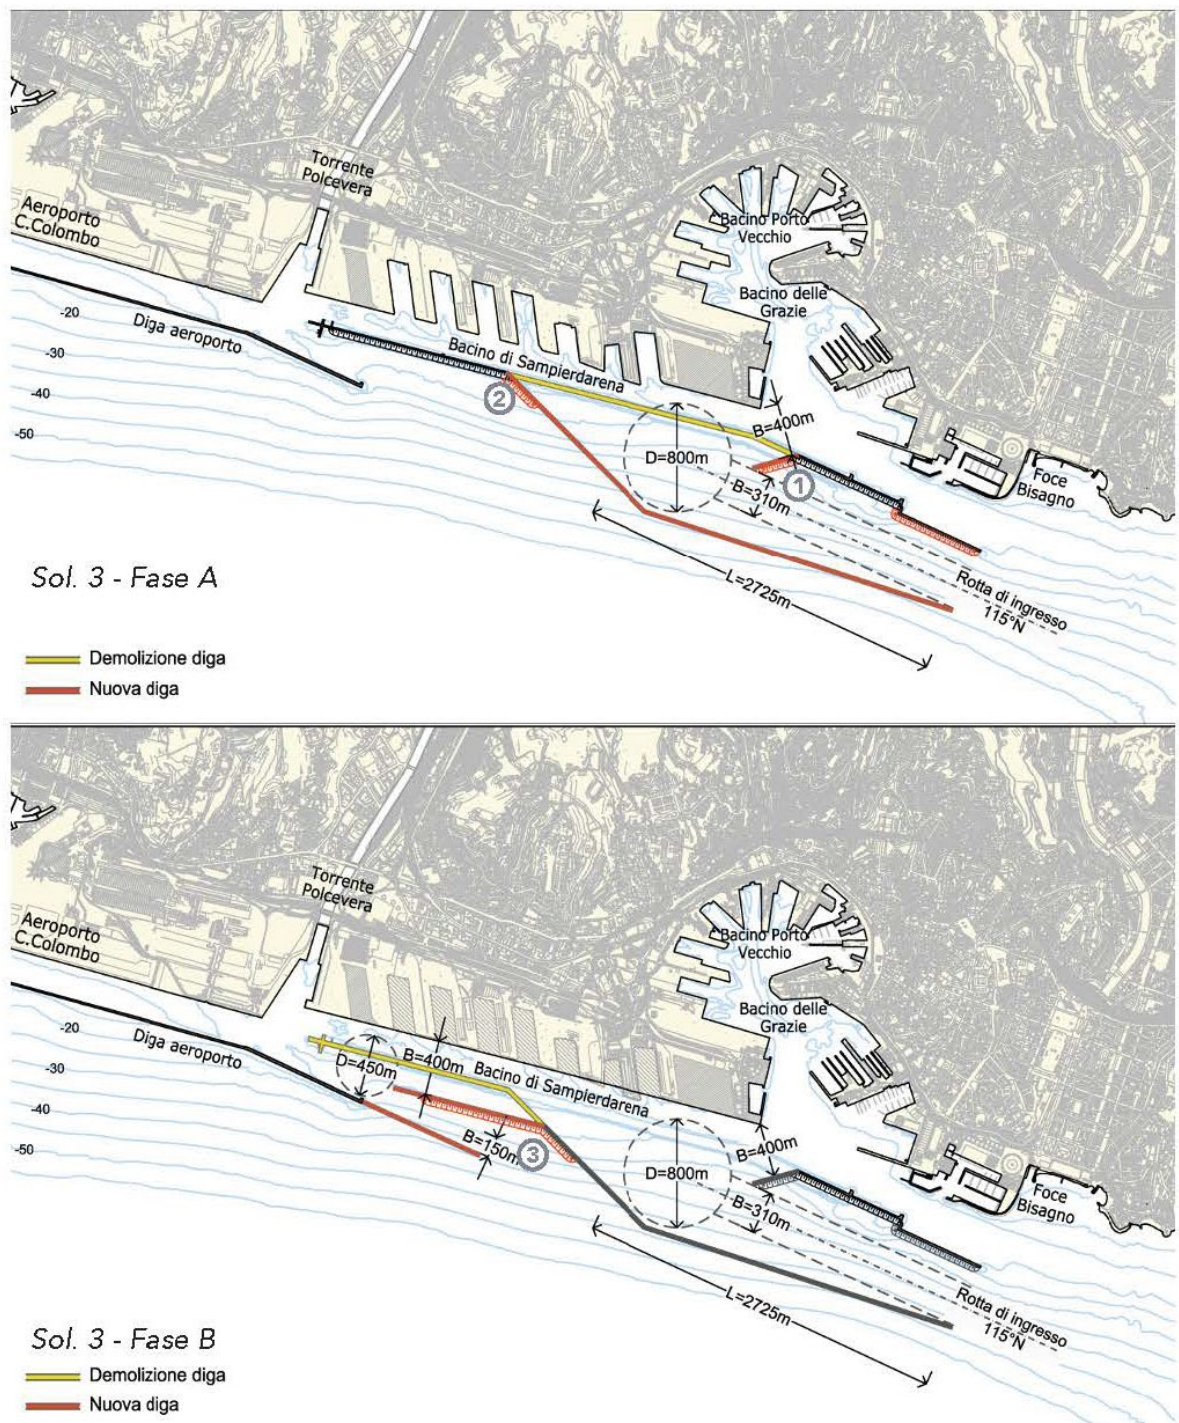 Torrente
Polcevera
Aeroporto
C.Colombo
Bacino Porto
Vecchio
Bacino delle
Grazie
-20
Diga aeroporto
-30
Bacino di Sampierdarena
-40
2
B=400m
-50
D=800m
1
B=310m
Foce
Bisagno
Sol. 3 - Fase A
L=2725m
Rotta di ingresso
115°N
Demolizione diga
Nuova diga
Torrente
Polcevera
Aeroporto
C.Colombo
Bacino Porto
Vecchio
Bacino delle
Grazie
-20
Diga aeroporto
D=450m
B=400m
Bacino di Sampierdarena
-30
-40
B=150m
3
B=400m
-50
D=800m
B=310m
Foce
Bisagno
L=2725m
Rotta di ingresso
115°N
Sol. 3 - Fase B
Demolizione diga
Nuova diga